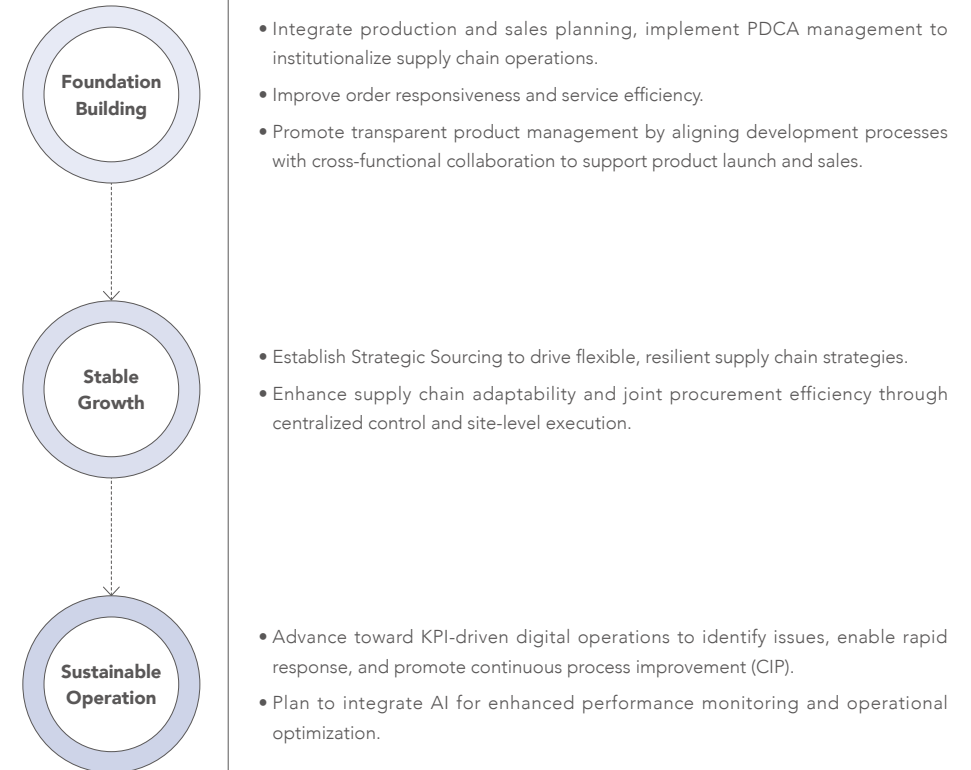 Foundation
Building
• Integrate production and sales planning, implement PDCA management to
institutionalize supply chain operations.
• Improve order responsiveness and service efficiency.
• Promote transparent product management by aligning development processes
with cross-functional collaboration to support product launch and sales.
Stable
Growth
• Establish Strategic Sourcing to drive flexible, resilient supply chain strategies.
• Enhance supply chain adaptability and joint procurement efficiency through
centralized control and site-level execution.
Sustainable
Operation
• Advance toward KPI-driven digital operations to identify issues, enable rapid
response, and promote continuous process improvement (CIP).
• Plan to integrate AI for enhanced performance monitoring and operational
optimization.